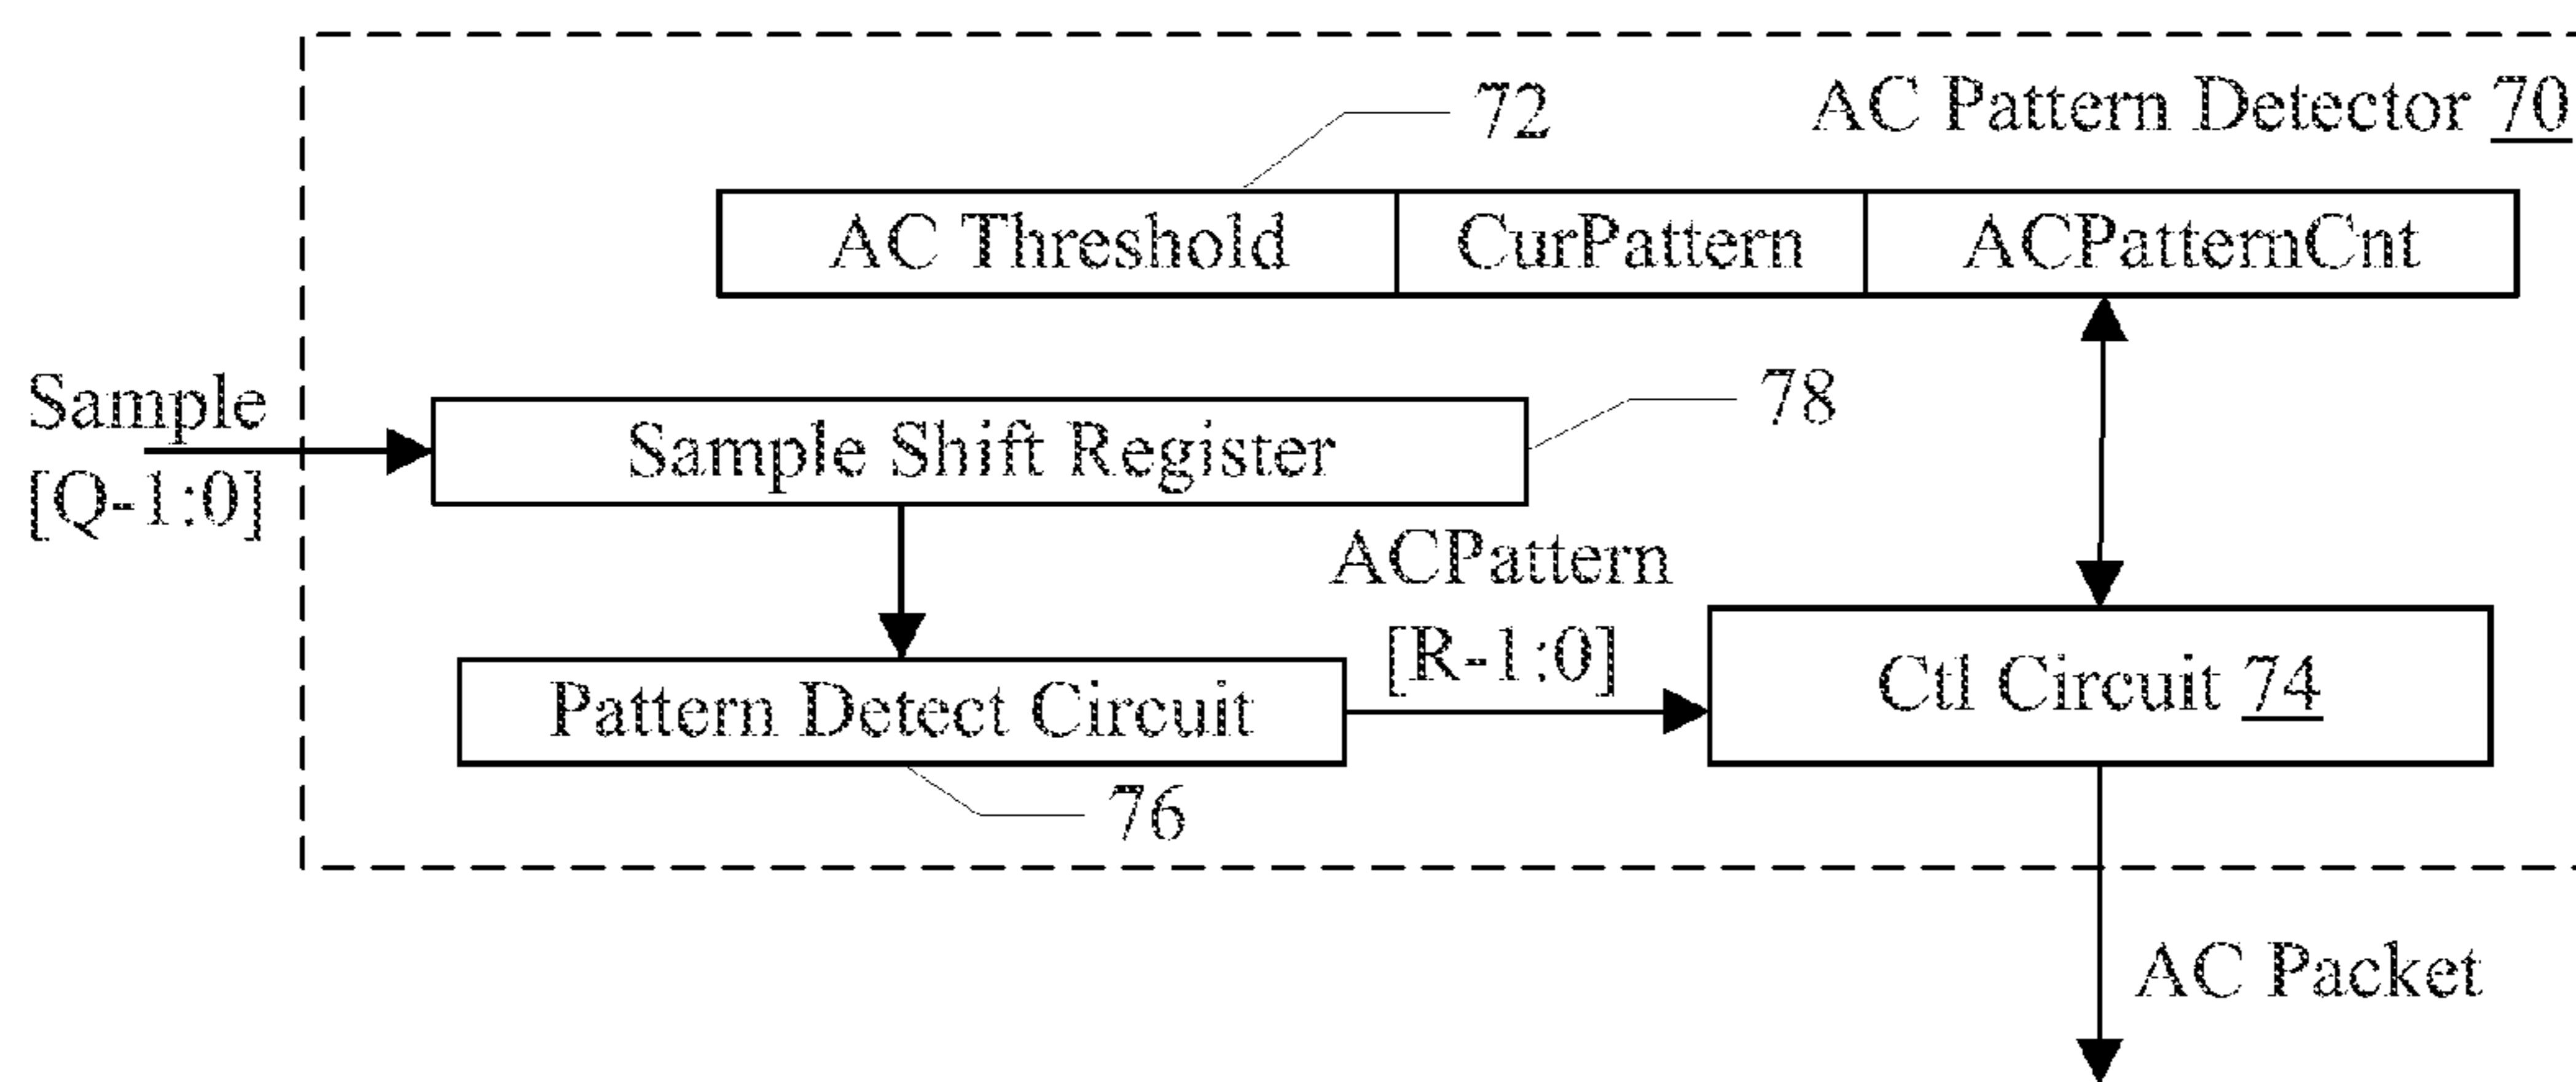 72
AC Pattern Detector 70
AC Threshold
CurPattern
ACPatternCnt
Sample
[Q-1:0]
Sample Shift Register
78
ACPattern
[R-1:0]
Pattern Detect Circuit
Ctl Circuit 74
76
AC Packet